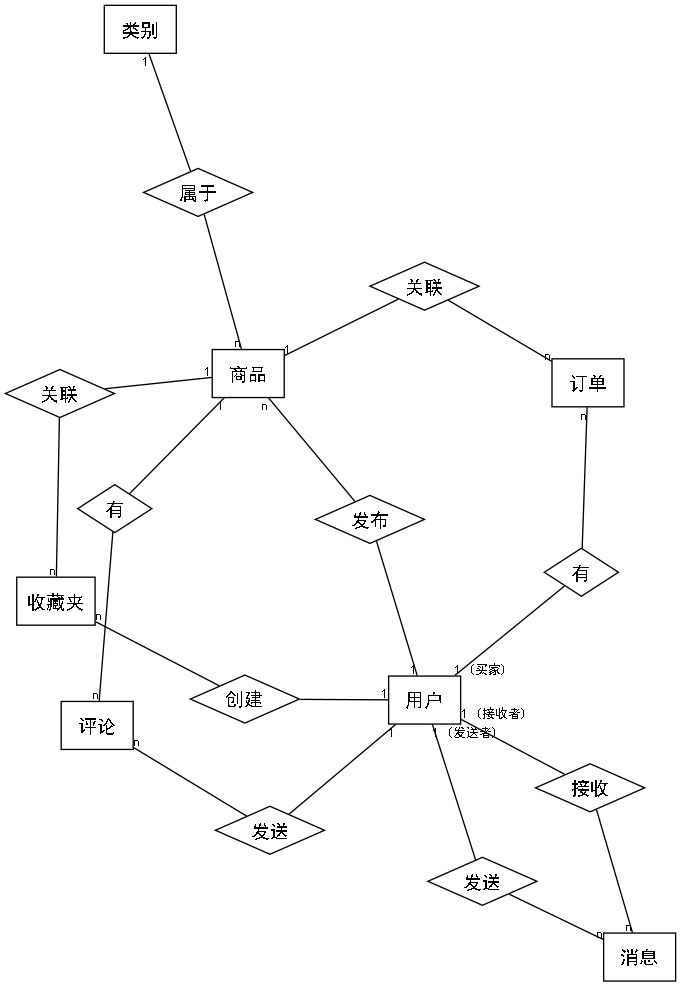 类别
1
属于
n
关联
1
n
商品
1
订单
关联
1
n
n
有
发布
n
有
n
收藏夹
n
1
1 （买家）
创建
1
用户
n
评论
1 （接收者）
1 （发送者）
1
n
接收
发送
发送
n
n
消息